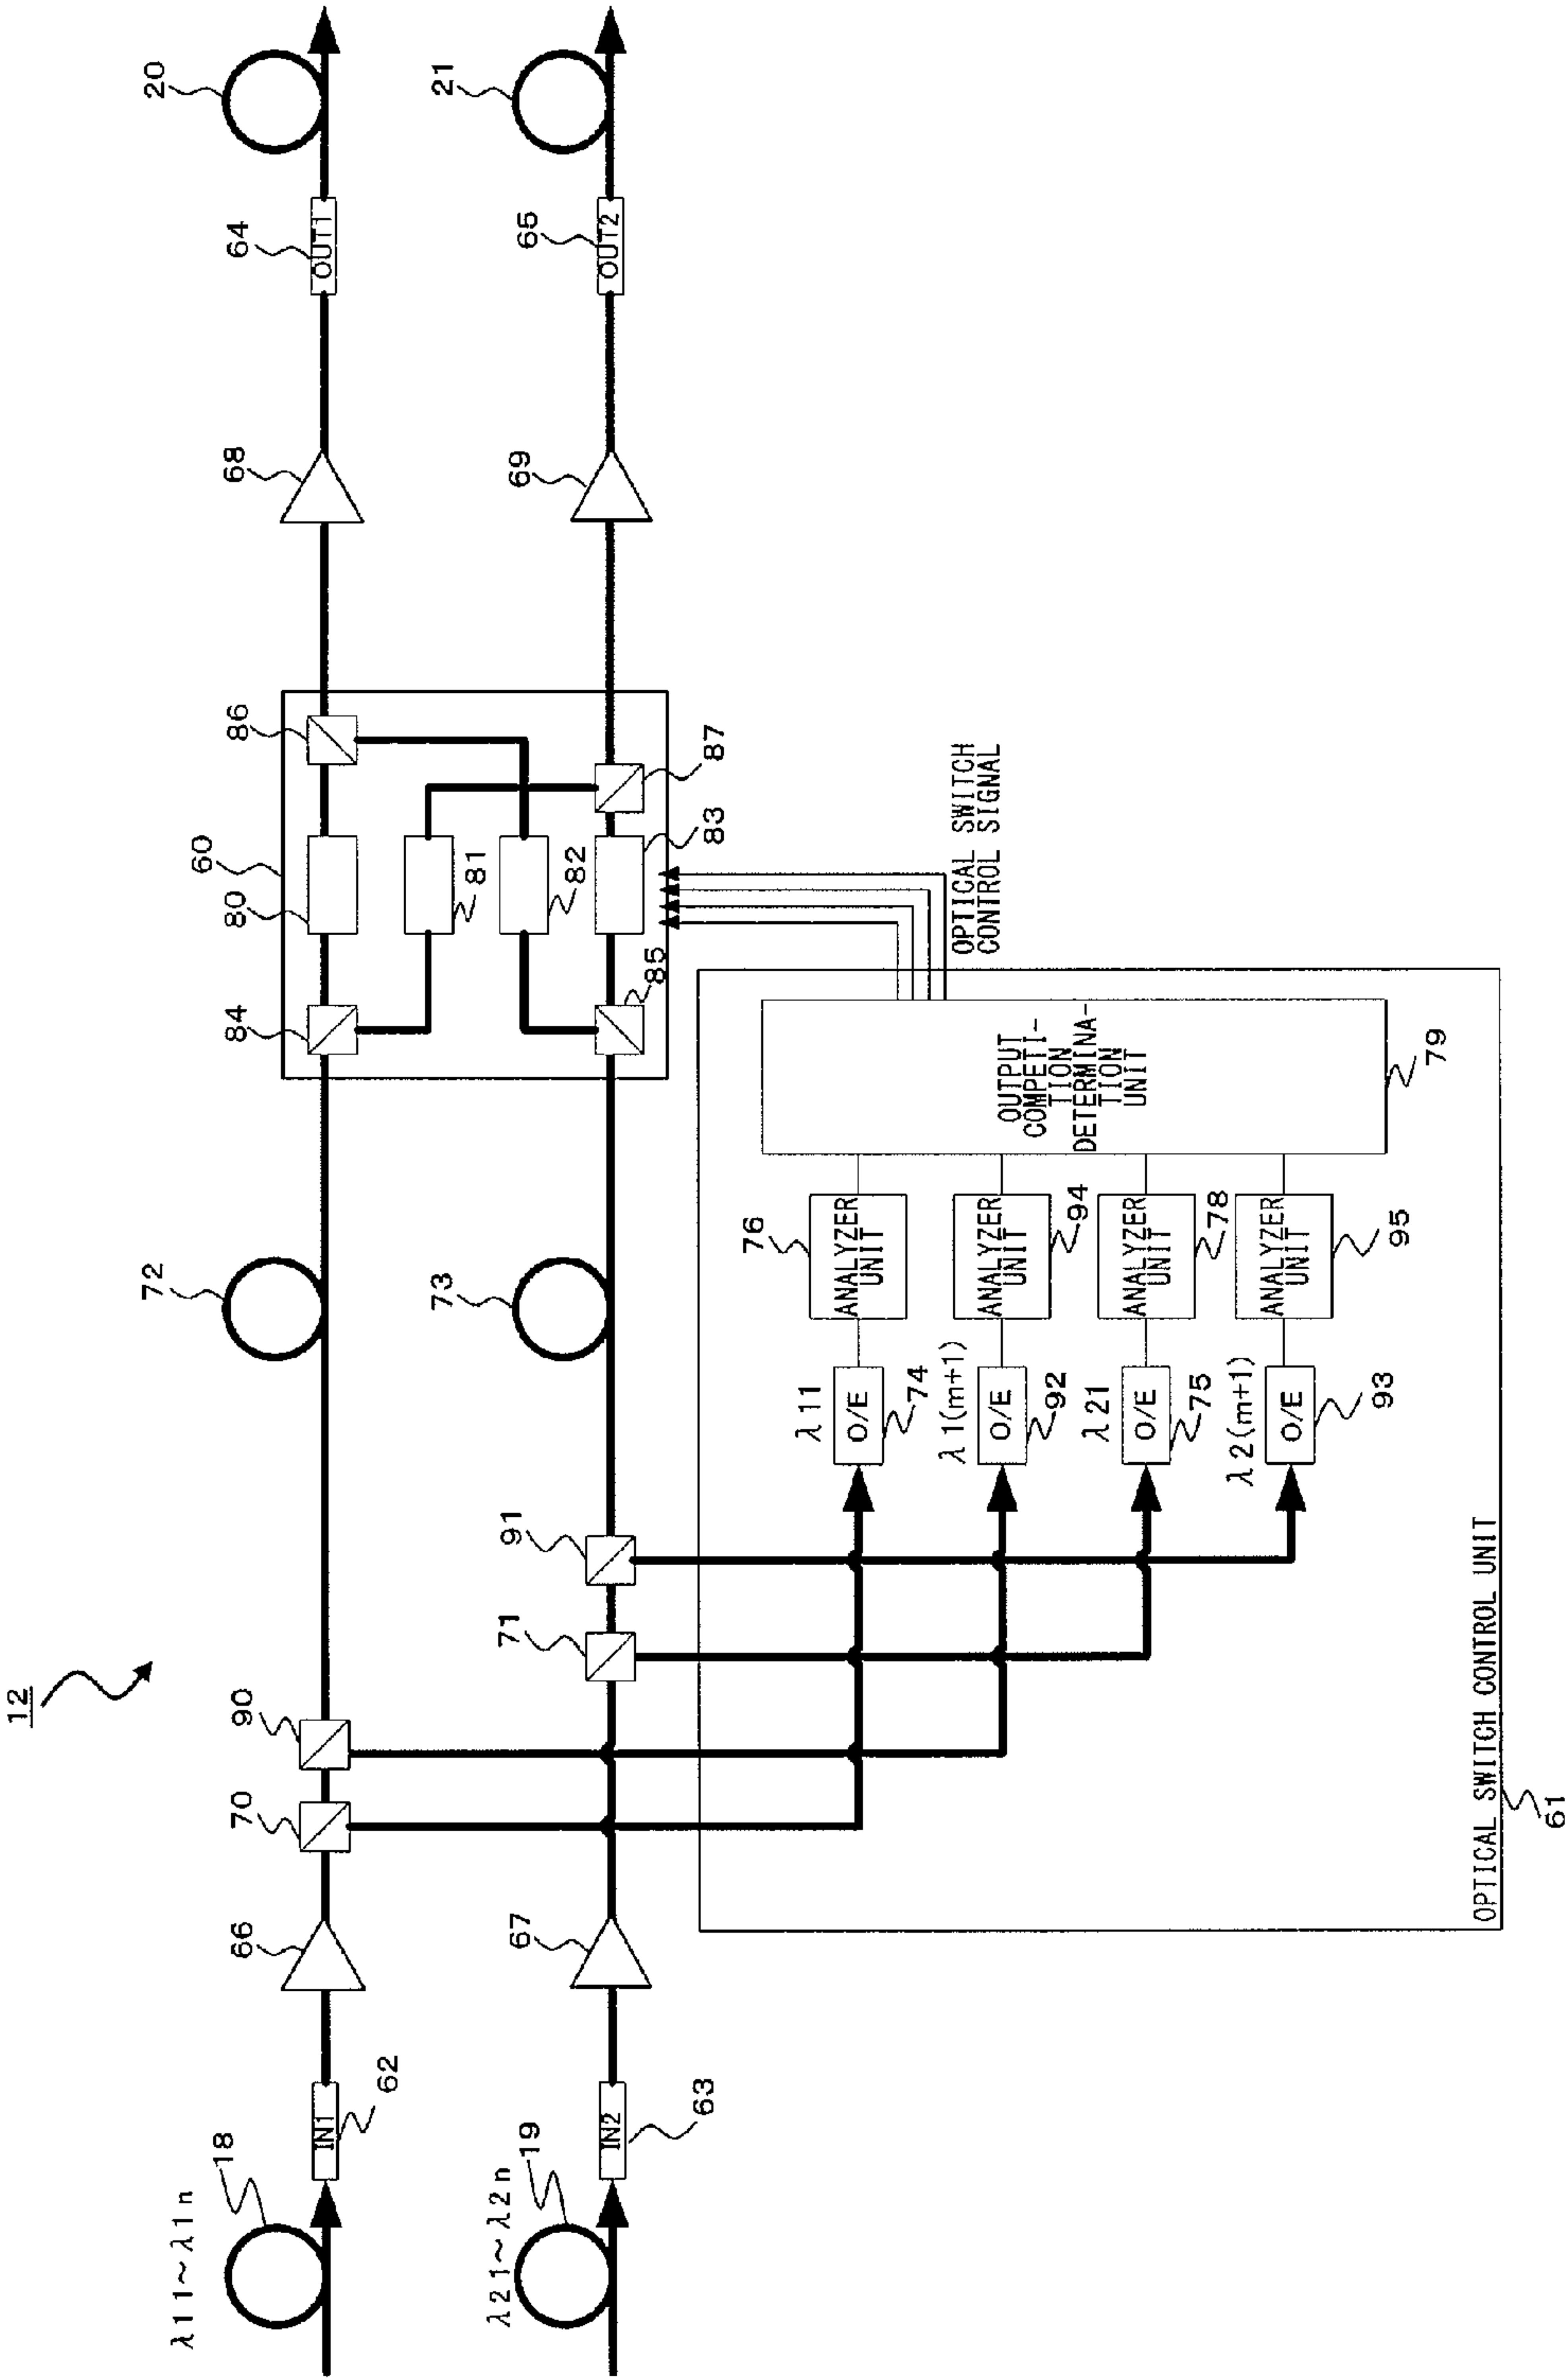 12
λ11~λ1n
18
IN1
62
66
70
90
72
84
80
60
86
68
64
OUT1
20
λ21~λ2n
19
IN2
63
67
71
91
73
85
81
82
83
87
69
65
OUT2
21
OPTICAL SWITCH
CONTROL SIGNAL
λ11
O/E
74
76
ANALYZER
UNIT
λ1(m+1)
O/E
92
ANALYZER
UNIT
94
λ21
O/E
75
ANALYZER
UNIT
78
λ2(m+1)
O/E
93
ANALYZER
UNIT
95
OUTPUT
COMPETI-
TION
DETERMINA-
TION
UNIT
79
OPTICAL SWITCH CONTROL UNIT
61